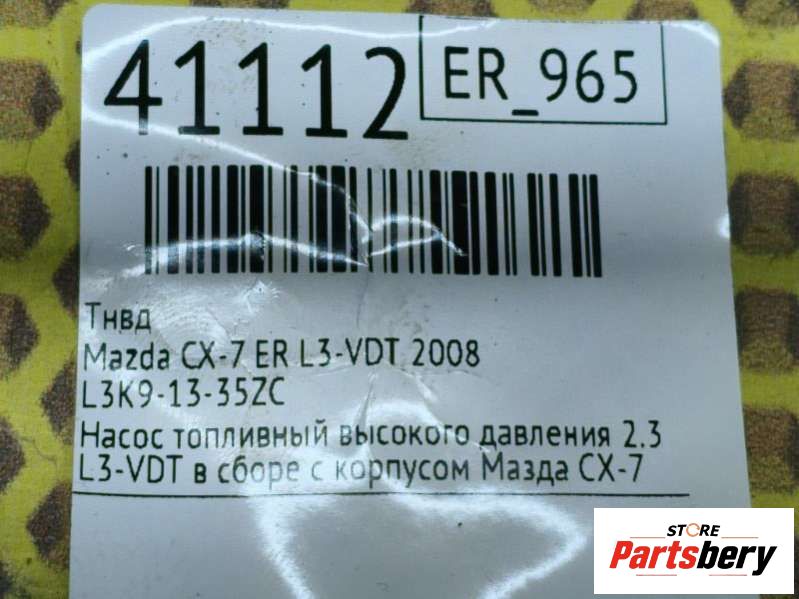 41112
ER_965
Тнвд
Mazda CX-7 ER L3-VDT 2008
L3K9-13-35ZC
Насос топливный высокого давления 2.3
L3-VDT в сборе с корпусом Мазда СХ-7
STORE
Partsbery